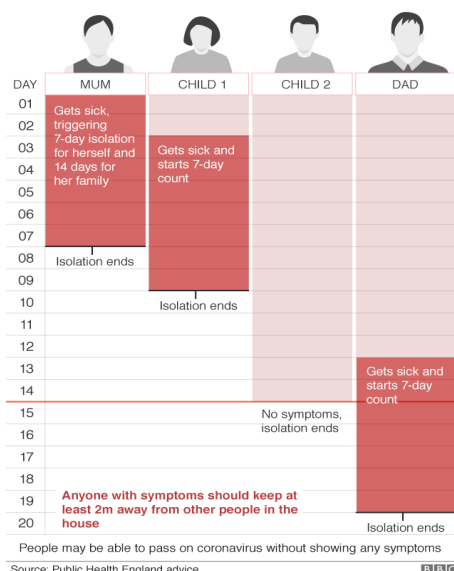 DAY MUM CHILD 1 CHILD 2 DAD
01
02
03
04
05
06
07
08
09
10
11
12
13
14
15
16
17
18
19
20
Gets sick,
triggering
7-day isolation
for herself and
14 days for
her family
Isolation ends
Gets sick and
starts 7-day
count
Isolation ends
No symptoms,
isolation ends
Gets sick and
starts 7-day
count
Isolation ends
Anyone with symptoms should keep at
least 2m away from other people in the
house
People may be able to pass on coronavirus without showing any symptoms
Source: Public Health England advice
BBC